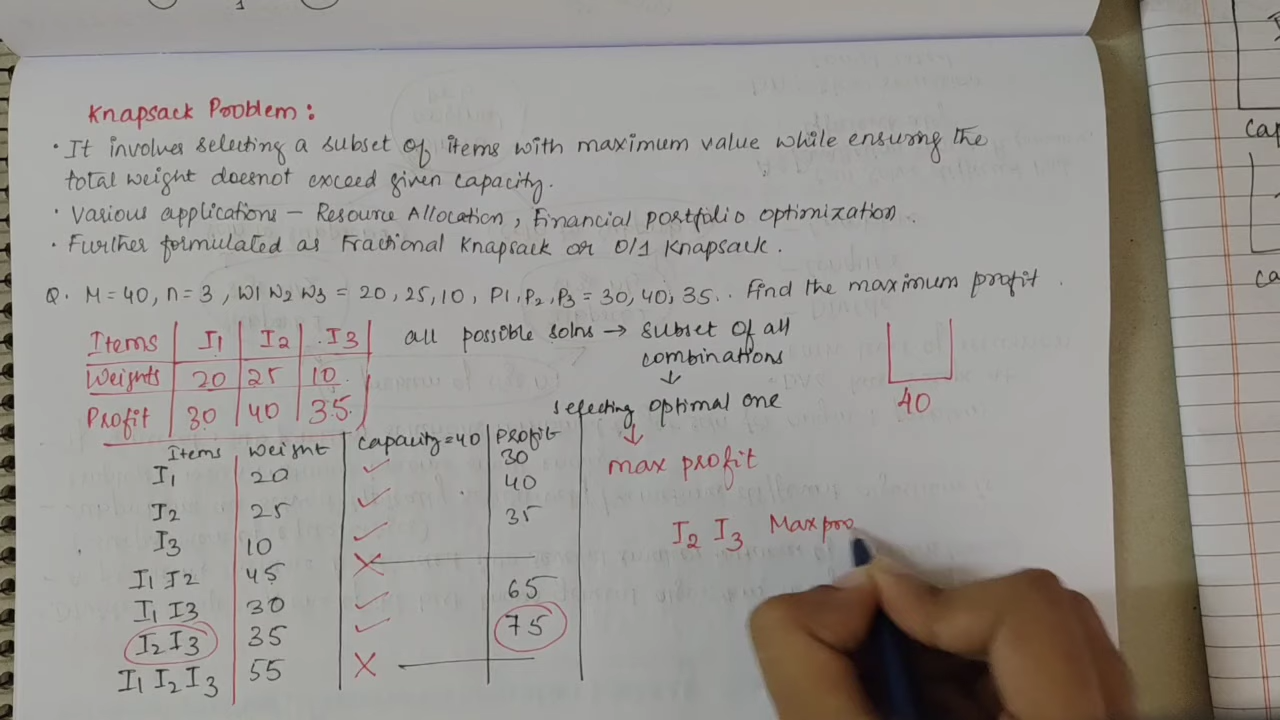 Knapsack Problem:
• It involves selecting a subset of items with maximum value while ensuring the
total weight doesnot exceed given capacity.
• Various applications – Resource Allocation, Financial portfolio optimization.
• Further formulated as Fractional Knapsack or 0/1 Knapsack.
Q. M = 40, n = 3, W1 W2 W3 = 20, 25, 10, P1, P2, P3 = 30, 40, 35.. Find the maximum profit.
Items I1 I2 I3
Weights 20 25 10
Profit 30 40 35
all possible solns → subset of all
combinations
↓
selecting optimal one
↓
max profit
40
Items Weight Capacity=40 Profit
I1 20 ✓ 30
I2 25 ✓ 40
I3 10 ✓ 35
I1 I2 45 ✗ —
I1 I3 30 ✓ 65
I2 I3 35 ✓ 75
I1 I2 I3 55 ✗ —
I2 I3 Max pro
cap
ca